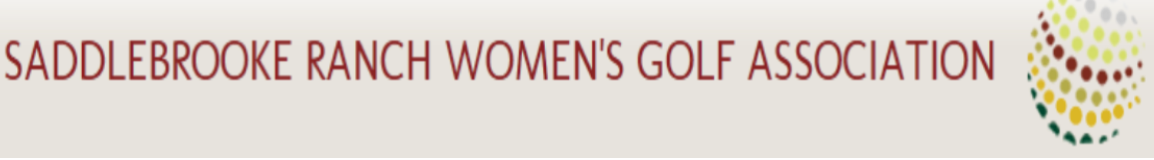 SADDLEBROOKE RANCH WOMEN'S GOLF ASSOCIATION